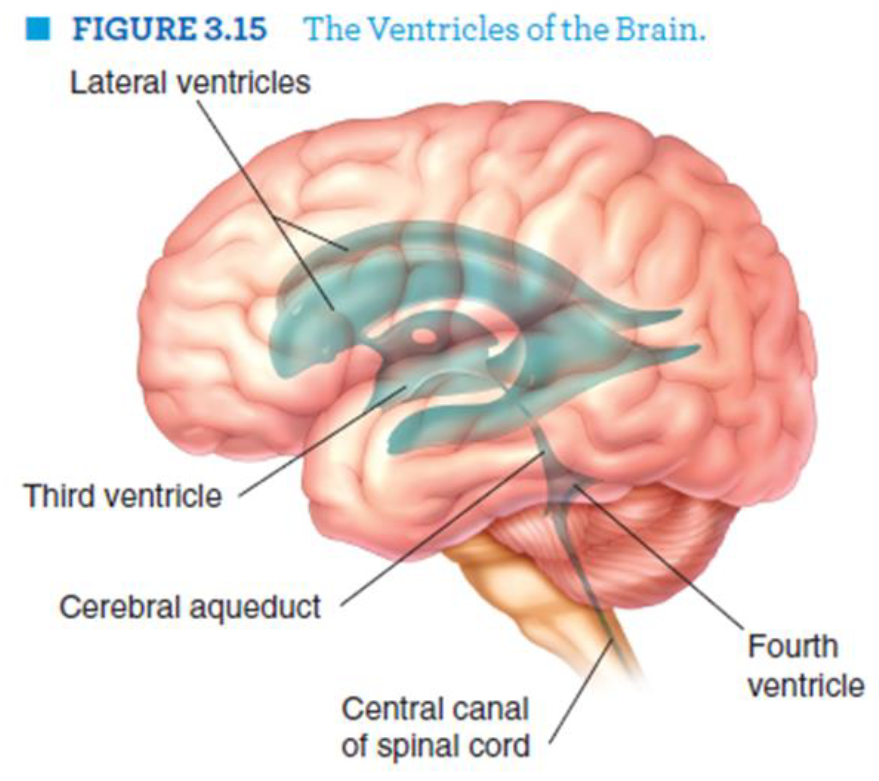 FIGURE 3.15 The Ventricles of the Brain.
Lateral ventricles
Third ventricle
Cerebral aqueduct
Fourth
ventricle
Central canal
of spinal cord